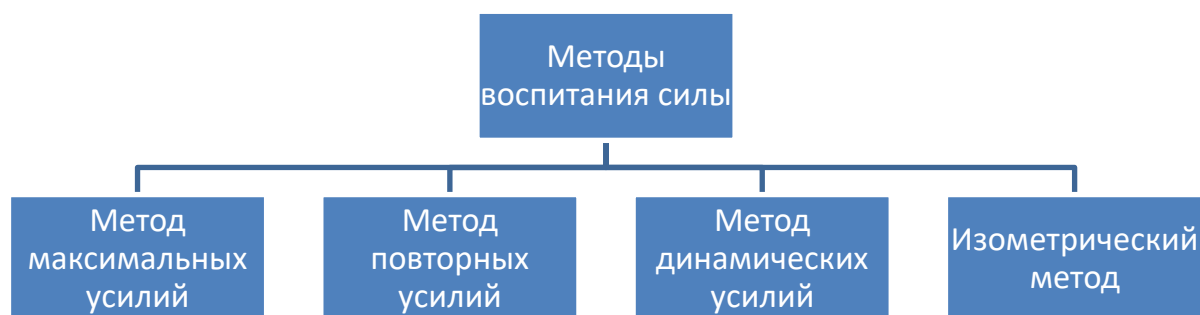 Методы
воспитания силы
Метод
максимальных
усилий
Метод
повторных
усилий
Метод
динамических
усилий
Изометрический
метод